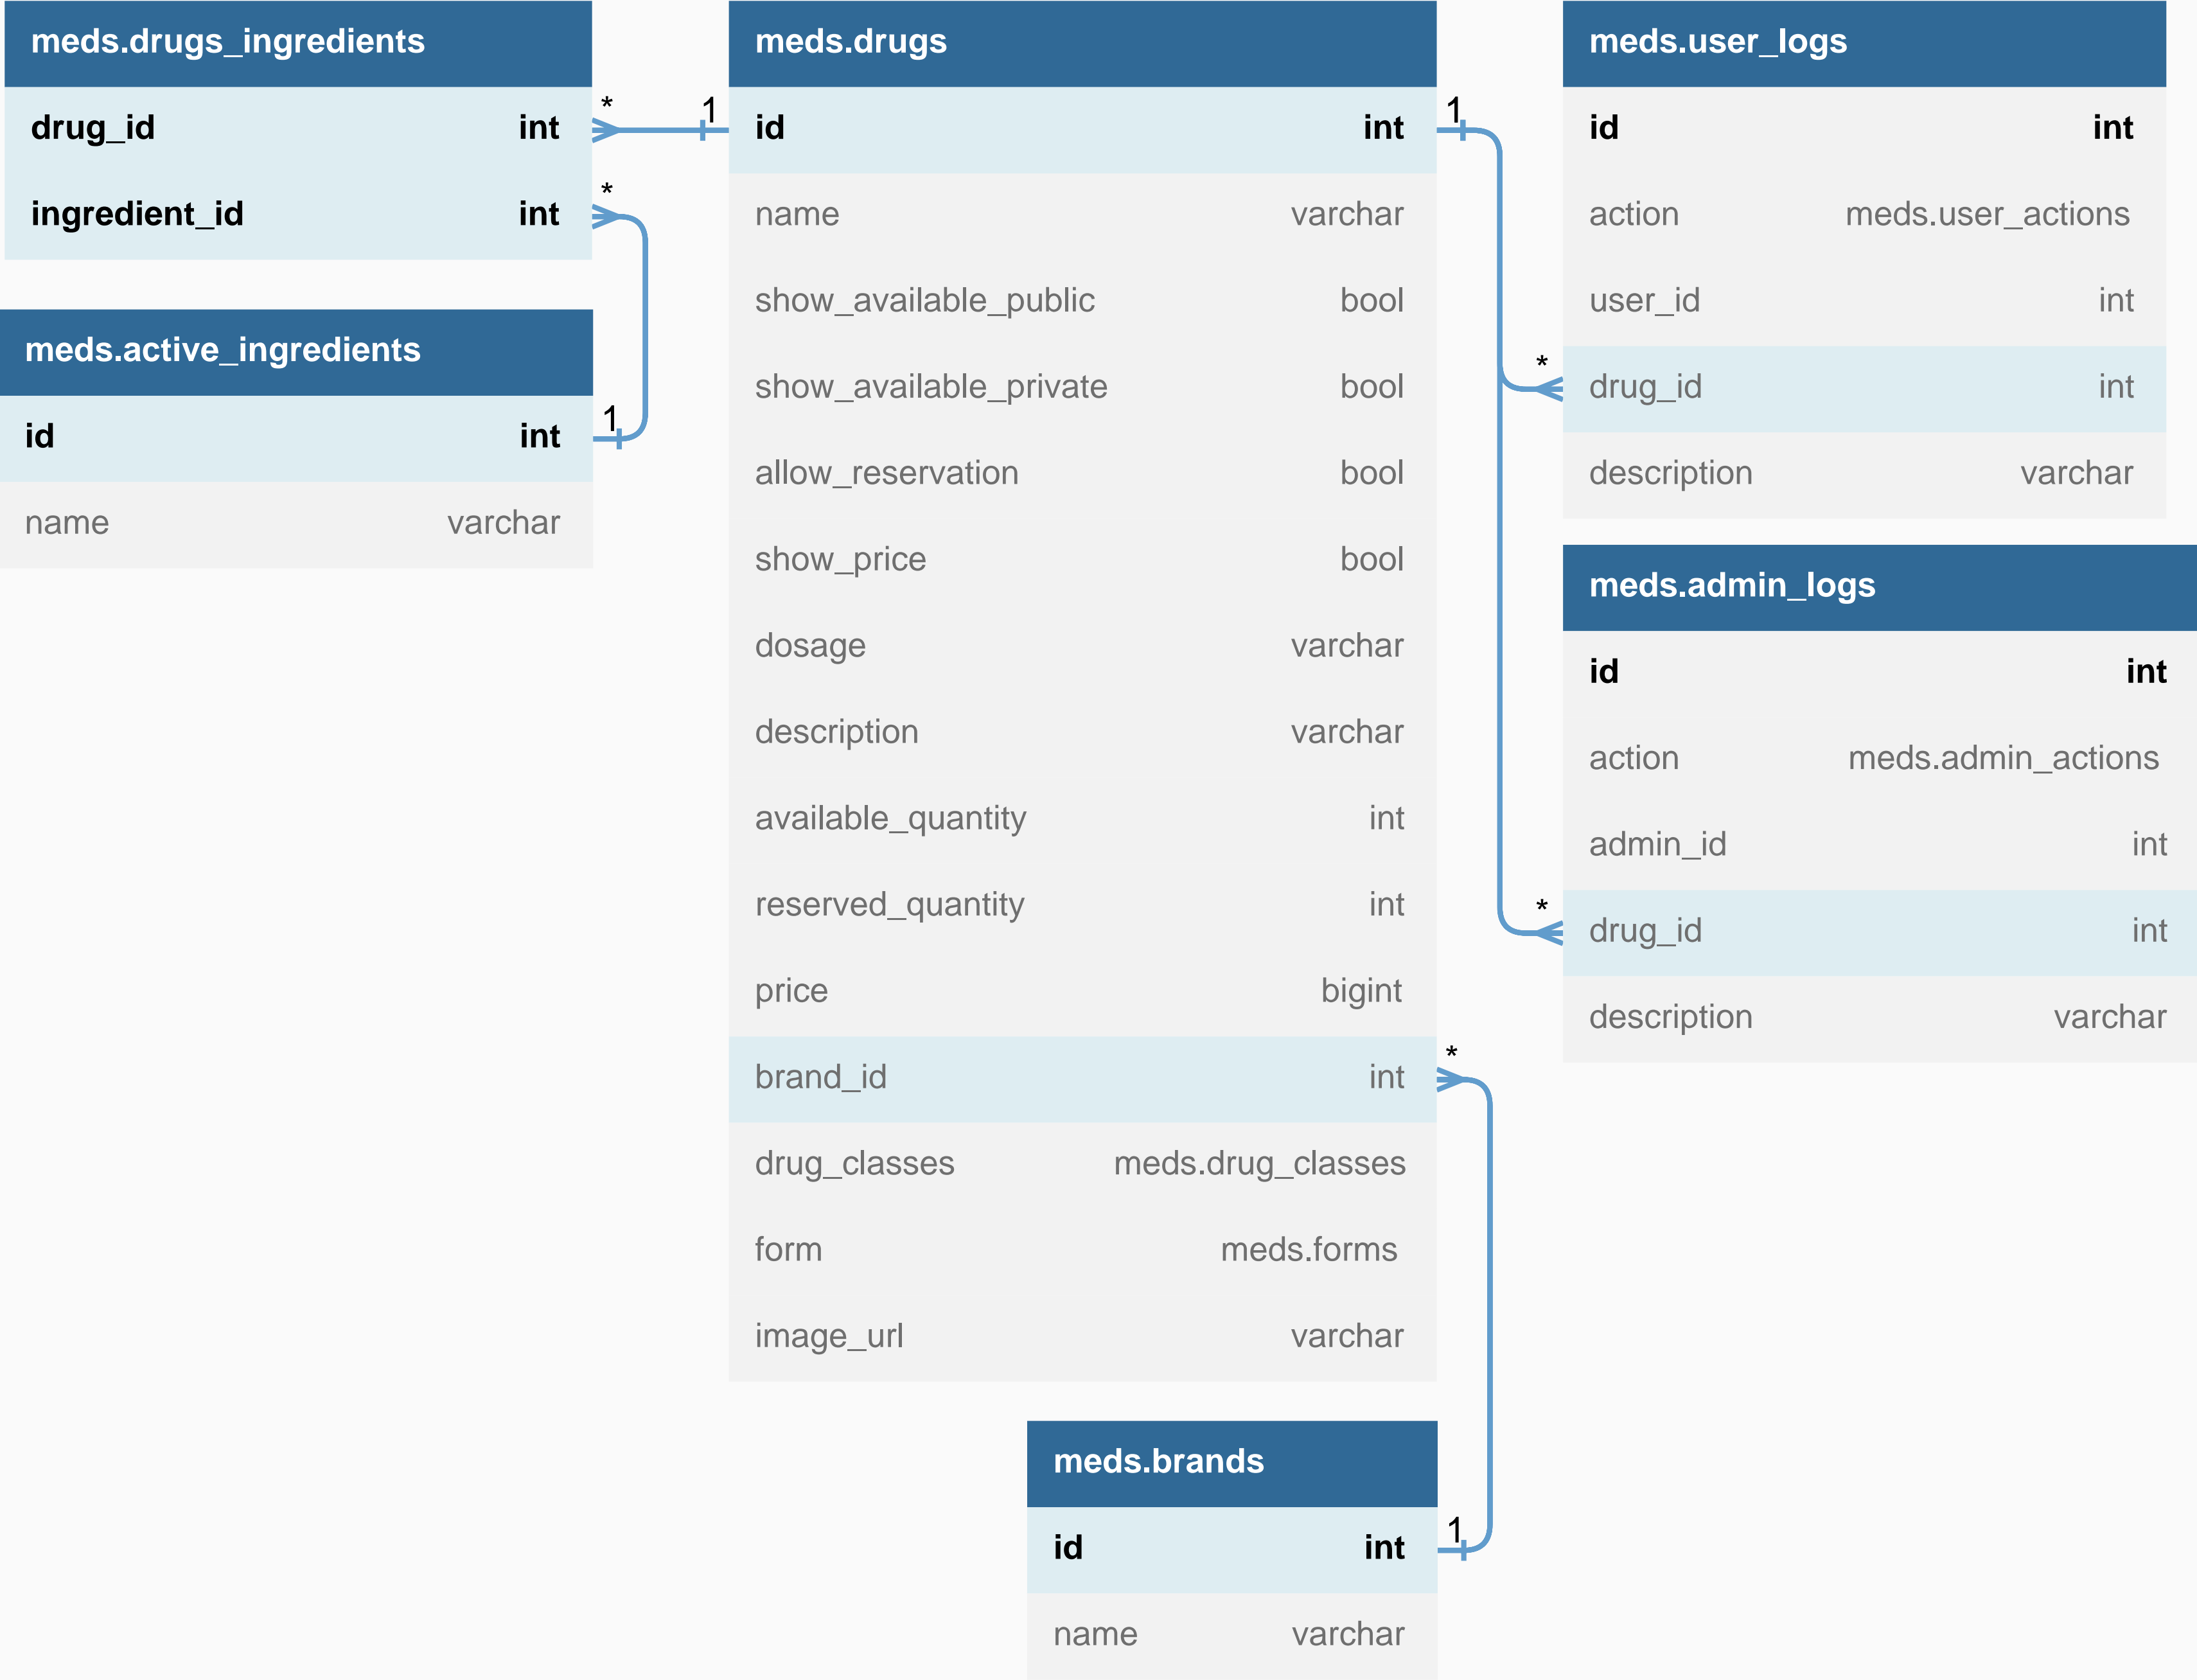 meds.drugs_ingredients
drug_id int
ingredient_id int
*
*
1
meds.active_ingredients
id int
name varchar
1
meds.drugs
id int
name varchar
show_available_public bool
show_available_private bool
allow_reservation bool
show_price bool
dosage varchar
description varchar
available_quantity int
reserved_quantity int
price bigint
brand_id int
drug_classes meds.drug_classes
form meds.forms
image_url varchar
1
*
meds.brands
id int
name varchar
1
meds.user_logs
id int
action meds.user_actions
user_id int
drug_id int
description varchar
*
meds.admin_logs
id int
action meds.admin_actions
admin_id int
drug_id int
description varchar
*